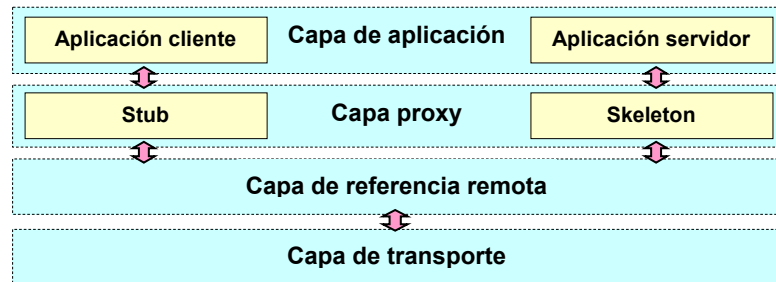 Aplicación cliente
Capa de aplicación
Aplicación servidor
Stub
Capa proxy
Skeleton
Capa de referencia remota
Capa de transporte